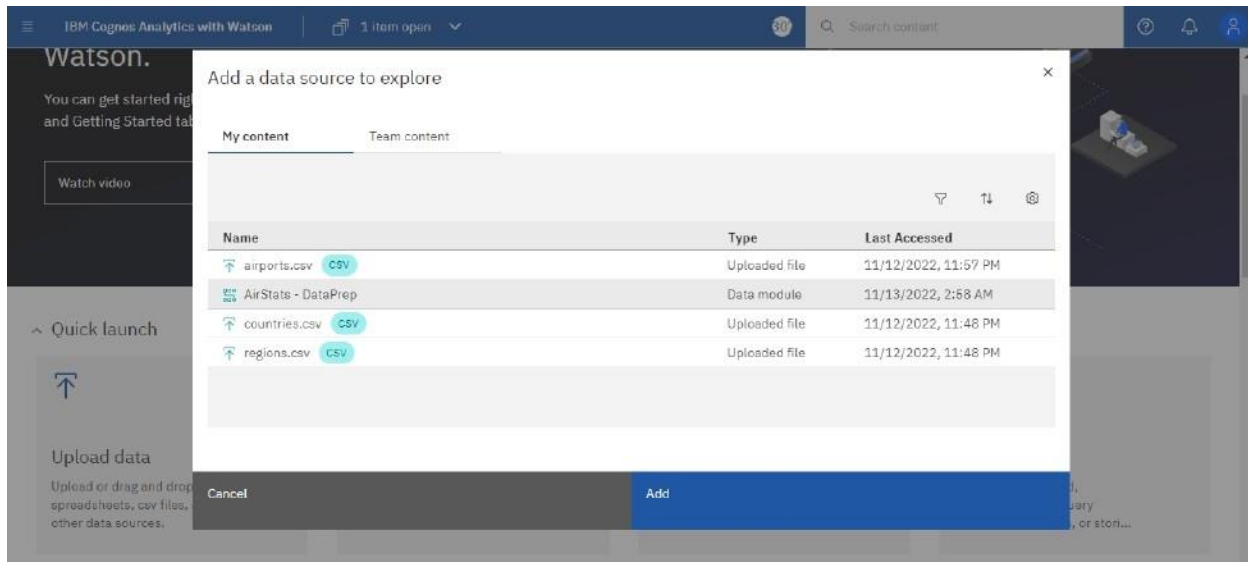 IBM Cognos Analytics with Watson
1 item open
30
Search content
Watson.
You can get started rig
and Getting Started tab
Watch video
Add a data source to explore
My content Team content
Name Type Last Accessed
airports.csv CSV Uploaded file 11/12/2022, 11:57 PM
AirStats - DataPrep Data module 11/13/2022, 2:58 AM
countries.csv CSV Uploaded file 11/12/2022, 11:48 PM
regions.csv CSV Uploaded file 11/12/2022, 11:48 PM
Cancel Add
Quick launch
Upload data
Upload or drag and drop
spreadsheets, csv files,
other data sources.
, or stori...